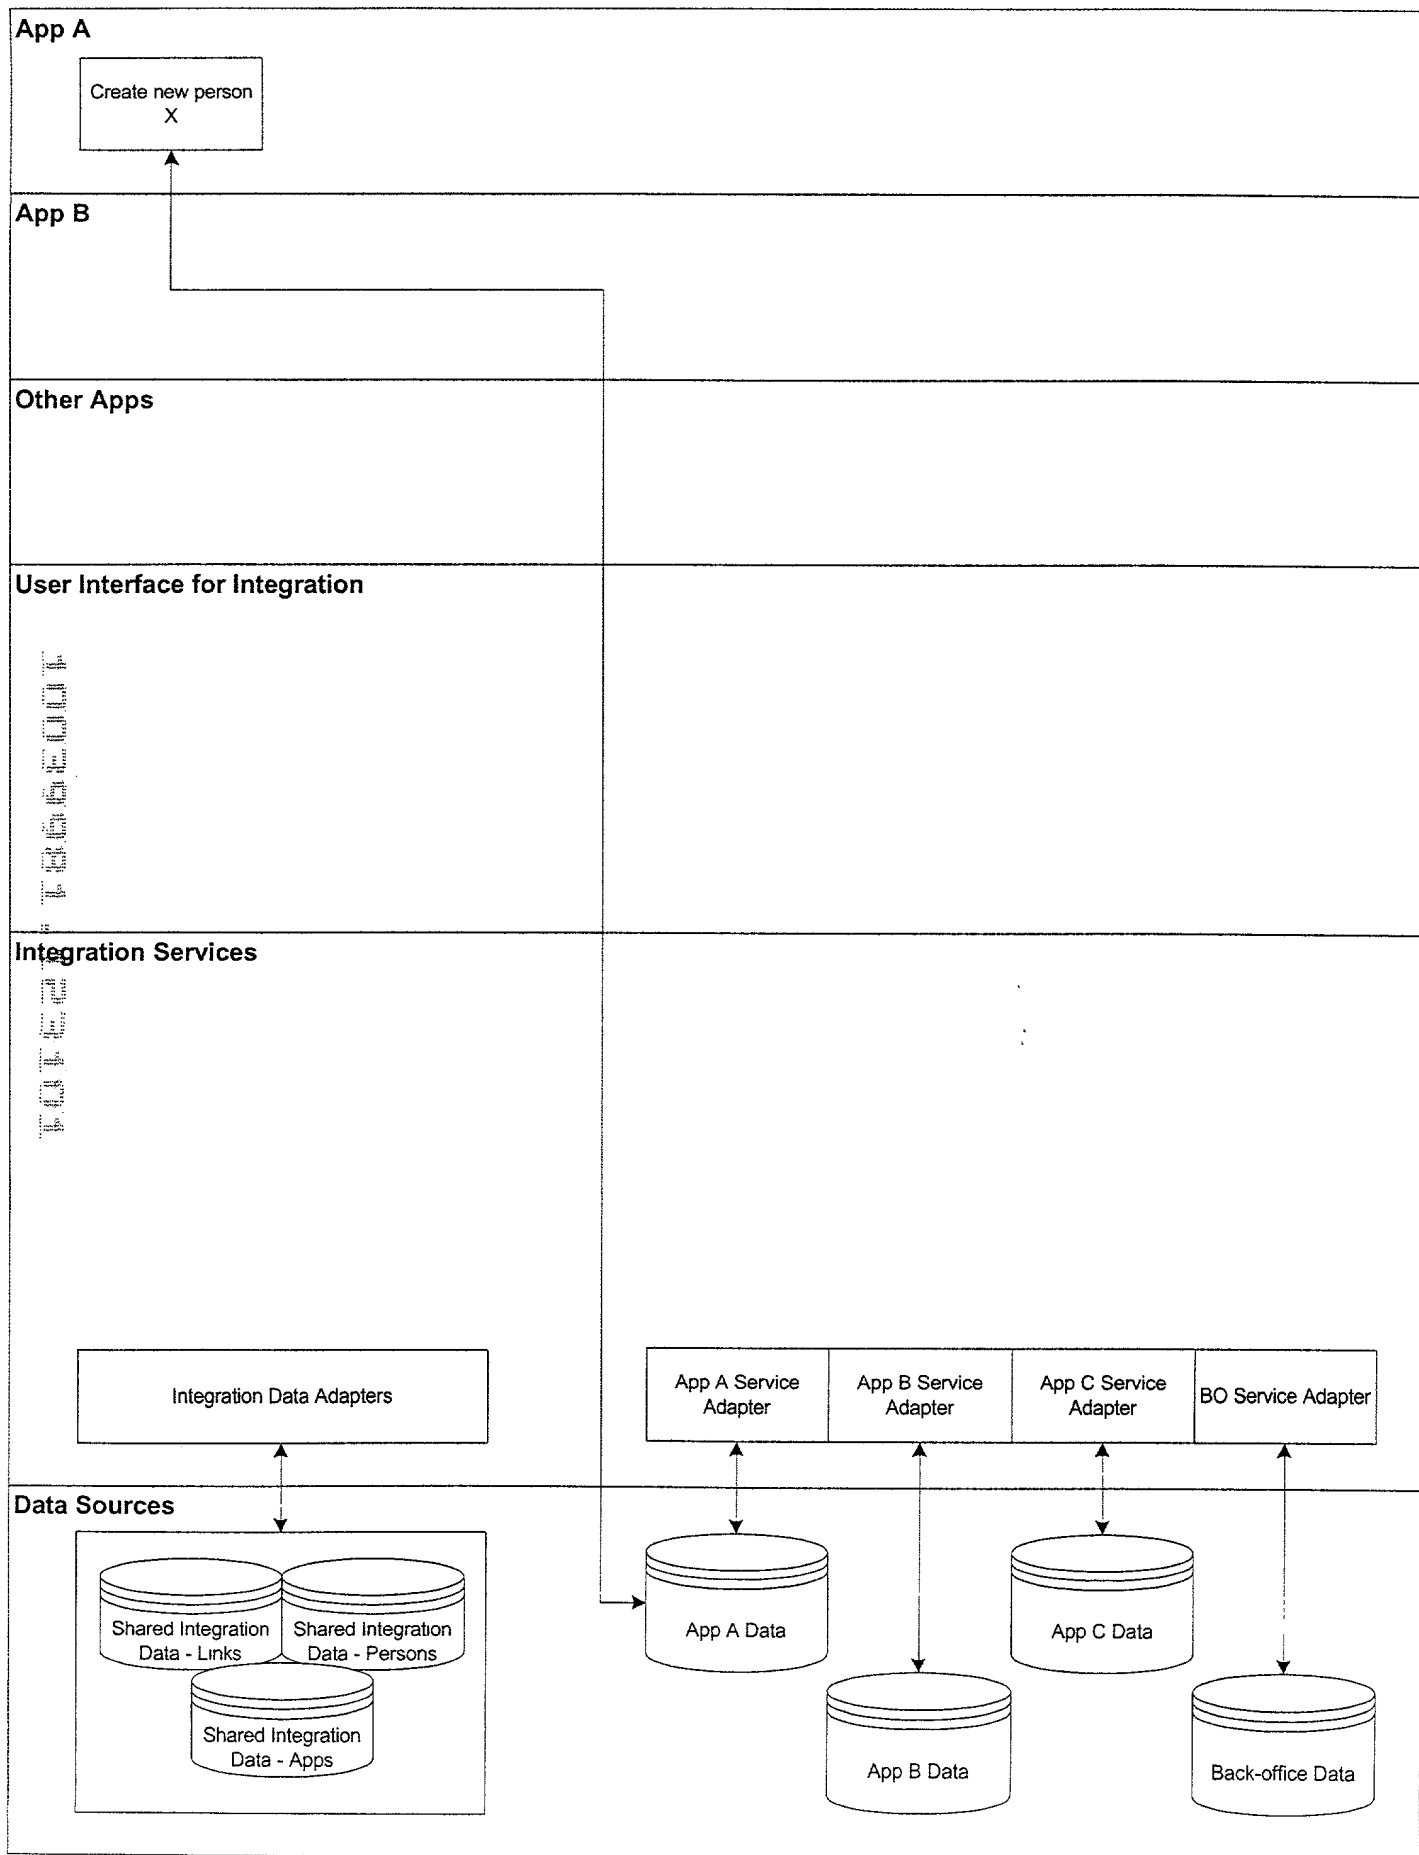 App A
Create new person
X
App B
Other Apps
User Interface for Integration
Integration Services
Integration Data Adapters
App A Service
Adapter
App B Service
Adapter
App C Service
Adapter
BO Service Adapter
Data Sources
Shared Integration
Data - Links
Shared Integration
Data - Persons
Shared Integration
Data - Apps
App A Data
App C Data
App B Data
Back-office Data